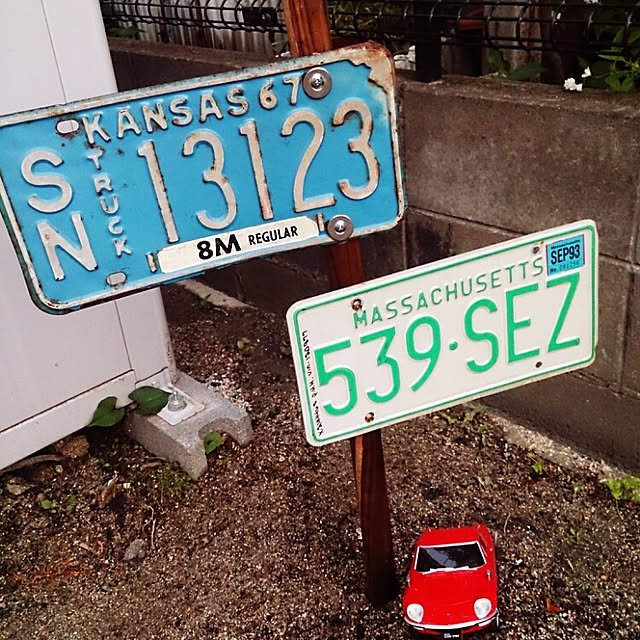 KANSAS 67
SN
TRUCK
13123
8M REGULAR
MASSACHUSETTS
SEP93
539·SEZ